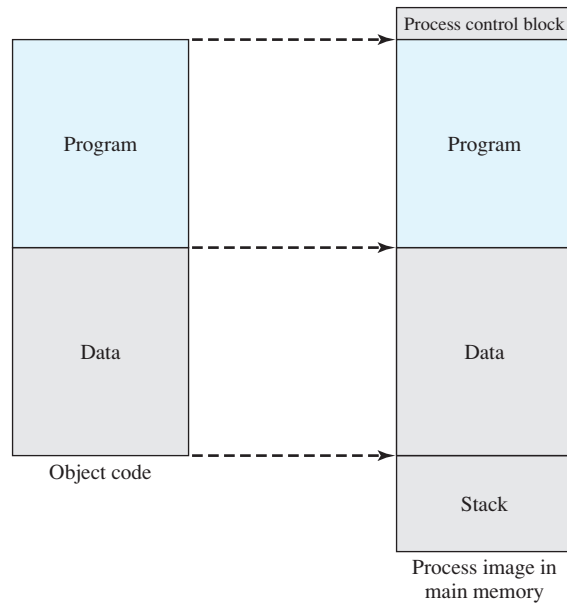 Process control block
Program
Program
Data
Data
Object code
Stack
Process image in
main memory